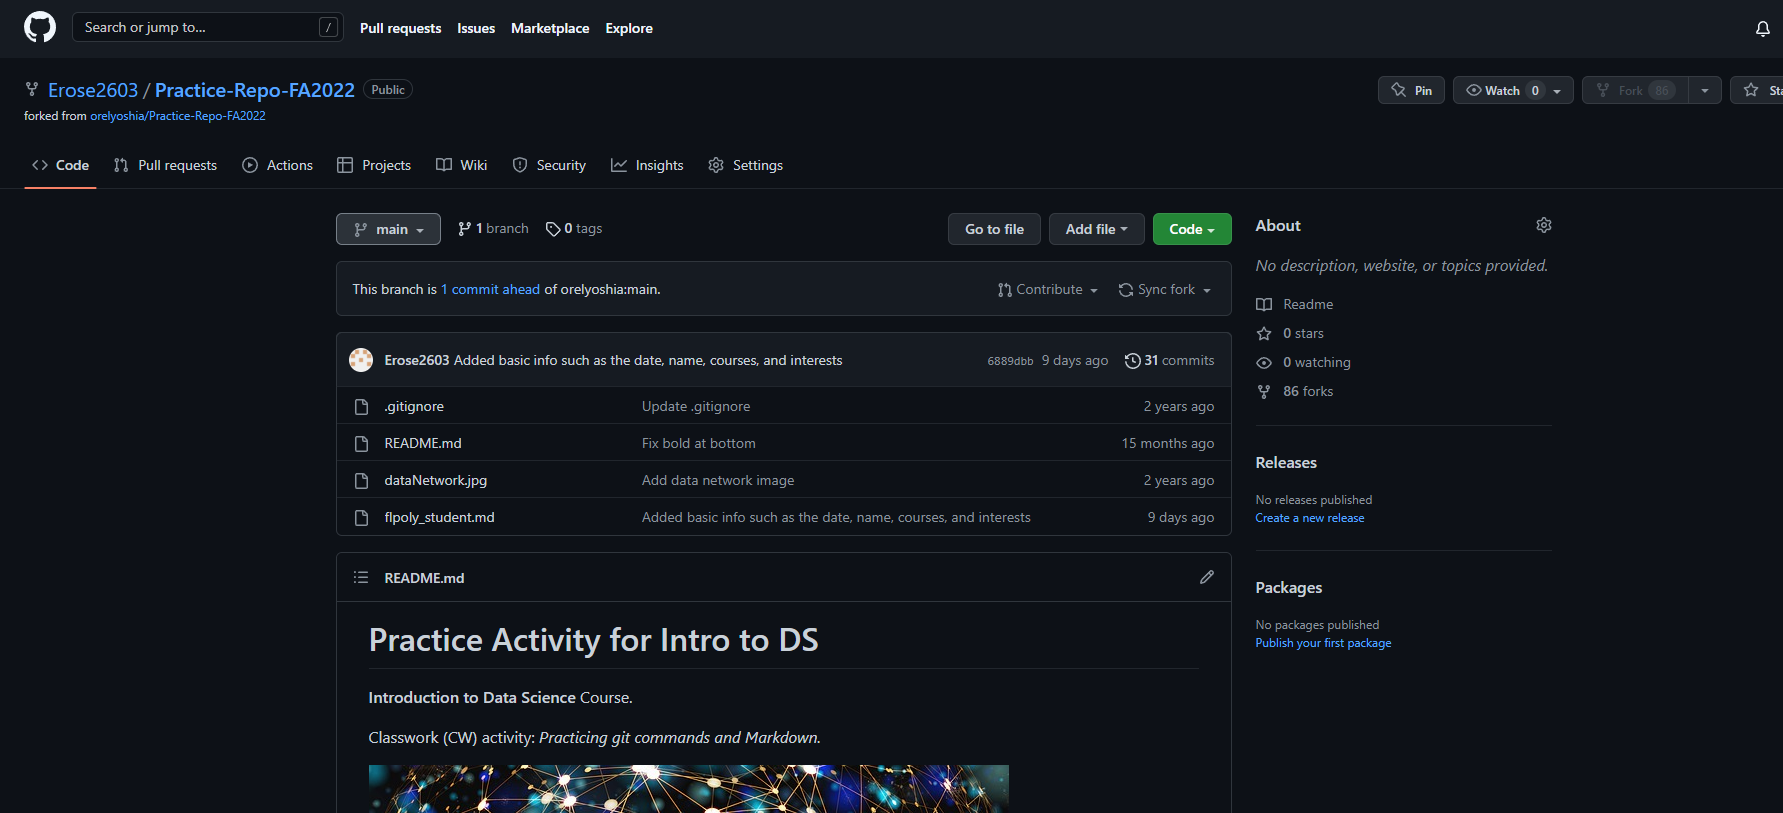 Search or jump to... /
Pull requests Issues Marketplace Explore
Erose2603 / Practice-Repo-FA2022 Public
Pin Watch 0 Fork 86
forked from orelyoshia/Practice-Repo-FA2022
Code Pull requests Actions Projects Wiki Security Insights Settings
main 1 branch 0 tags Go to file Add file Code
This branch is 1 commit ahead of orelyoshia:main. Contribute Sync fork
Erose2603 Added basic info such as the date, name, courses, and interests 6889dbb 9 days ago 31 commits
.gitignore Update .gitignore 2 years ago
README.md Fix bold at bottom 15 months ago
dataNetwork.jpg Add data network image 2 years ago
flpoly_student.md Added basic info such as the date, name, courses, and interests 9 days ago
README.md
Practice Activity for Intro to DS
Introduction to Data Science Course.
Classwork (CW) activity: Practicing git commands and Markdown.
About
No description, website, or topics provided.
Readme
0 stars
0 watching
86 forks
Releases
No releases published
Create a new release
Packages
No packages published
Publish your first package